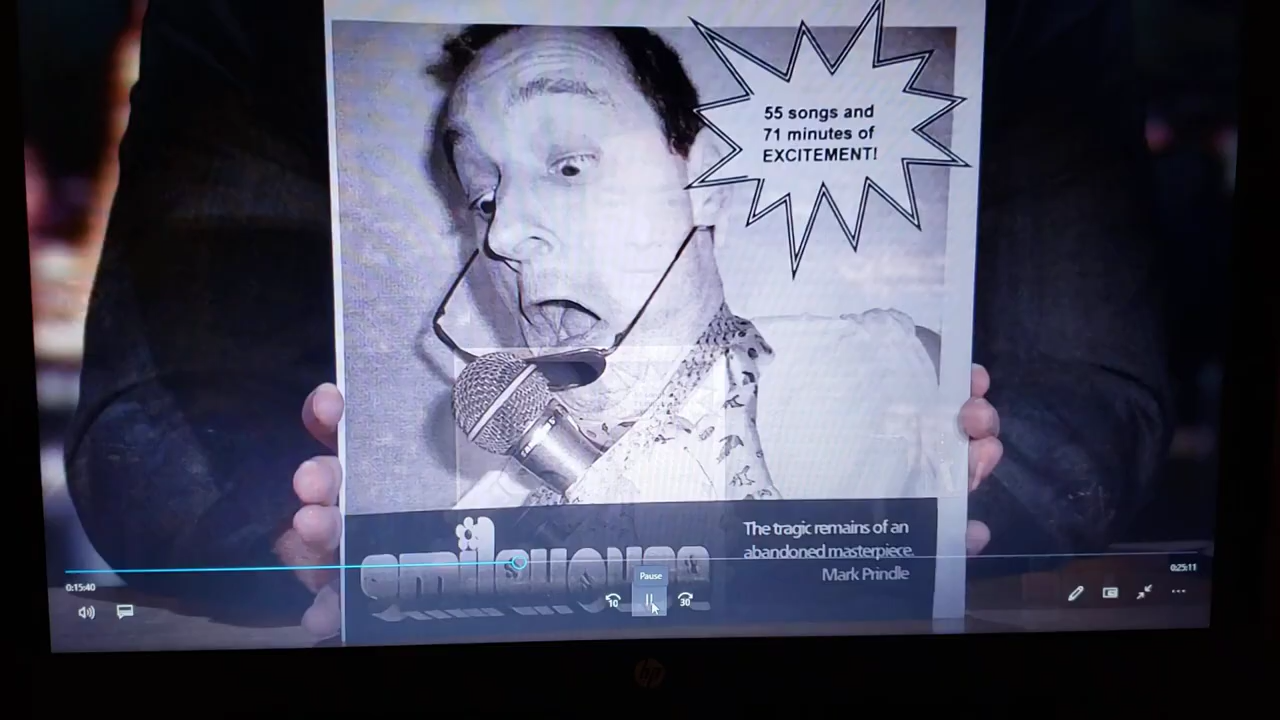 55 songs and
71 minutes of
EXCITEMENT!
The tragic remains of an
abandoned masterpiece.
Mark Prindle
0:15:40
Pause
10
30
0:25:11
hp